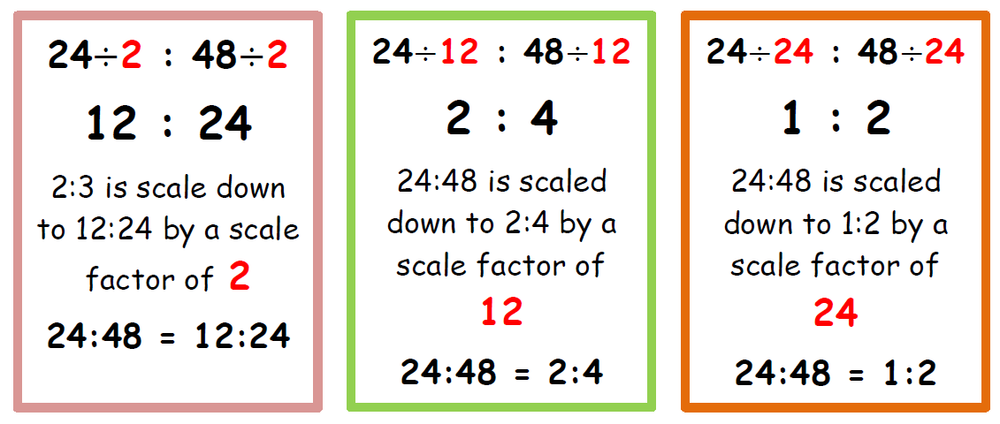 24÷2 : 48÷2
12 : 24
2:3 is scale down
to 12:24 by a scale
factor of 2
24:48 = 12:24
24÷12 : 48÷12
2 : 4
24:48 is scaled
down to 2:4 by a
scale factor of
12
24:48 = 2:4
24÷24 : 48÷24
1 : 2
24:48 is scaled
down to 1:2 by a
scale factor of
24
24:48 = 1:2